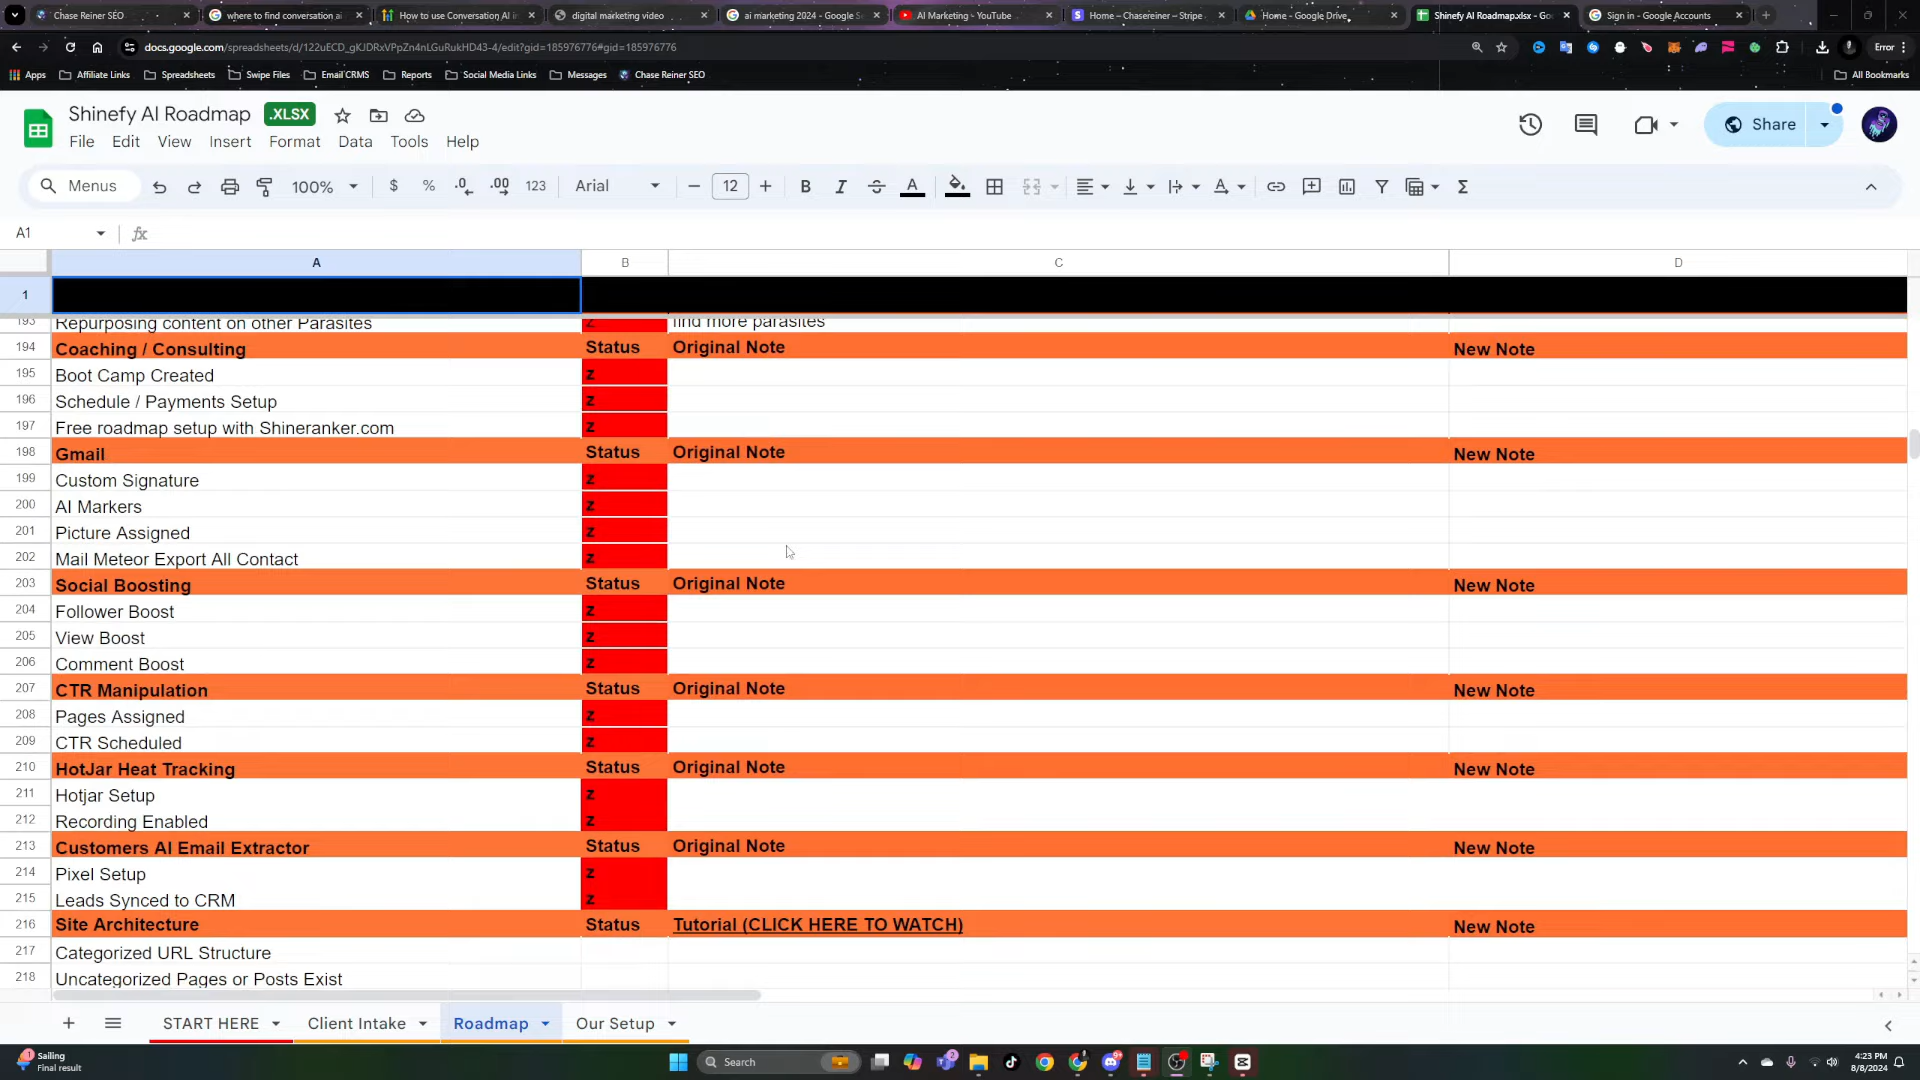 Chase Reiner SEO
where to find conversation ai
How to use Conversation AI i
digital marketing video
ai marketing 2024 - Google S
AI Marketing - YouTube
Home – Chasereiner – Stripe
Home - Google Drive
Shinefy AI Roadmap.xlsx - Go
Sign in - Google Accounts
docs.google.com/spreadsheets/d/122uECD_gKJDRxVPpZn4nLGuRukHD43-4/edit?gid=185976776#gid=185976776
Error
Apps
Affiliate Links
Spreadsheets
Swipe Files
Email CRMS
Reports
Social Media Links
Messages
Chase Reiner SEO
All Bookmarks
Shinefy AI Roadmap .XLSX
File Edit View Insert Format Data Tools Help
Share
Menus 100% $ % .0 .00 123 Arial 12
A1
A B C D
1
193 Repurposing content on other Parasites z find more parasites
194 Coaching / Consulting Status Original Note New Note
195 Boot Camp Created z
196 Schedule / Payments Setup z
197 Free roadmap setup with Shineranker.com z
198 Gmail Status Original Note New Note
199 Custom Signature z
200 AI Markers z
201 Picture Assigned z
202 Mail Meteor Export All Contact z
203 Social Boosting Status Original Note New Note
204 Follower Boost z
205 View Boost z
206 Comment Boost z
207 CTR Manipulation Status Original Note New Note
208 Pages Assigned z
209 CTR Scheduled z
210 HotJar Heat Tracking Status Original Note New Note
211 Hotjar Setup z
212 Recording Enabled z
213 Customers AI Email Extractor Status Original Note New Note
214 Pixel Setup z
215 Leads Synced to CRM z
216 Site Architecture Status Tutorial (CLICK HERE TO WATCH) New Note
217 Categorized URL Structure
218 Uncategorized Pages or Posts Exist
START HERE Client Intake Roadmap Our Setup
Sailing
Final result
Search
4:23 PM
8/8/2024